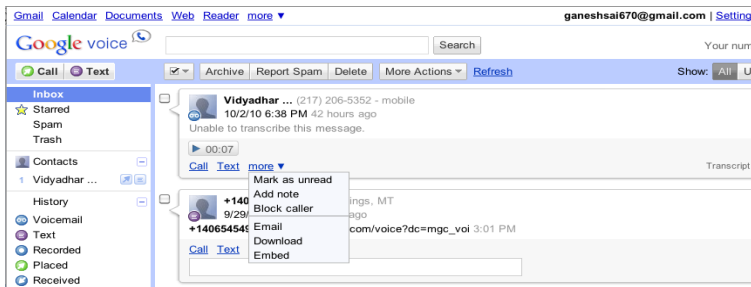 Gmail Calendar Documents Web Reader more ▼ ganeshsai670@gmail.com | Setting
Google voice Search Your num
Call Text Archive Report Spam Delete More Actions Refresh Show: All U
Inbox
Starred
Spam
Trash
Contacts
1 Vidyadhar ...
History
Voicemail
Text
Recorded
Placed
Received
Vidyadhar ... (217) 206-5352 - mobile
10/2/10 6:38 PM 42 hours ago
Unable to transcribe this message.
00:07
Call Text more ▼ Transcript
Mark as unread
Add note
Block caller
Email
Download
Embed
+140 ings, MT
9/29/ ago
+140654549 com/voice?dc=mgc_voi 3:01 PM
Call Text